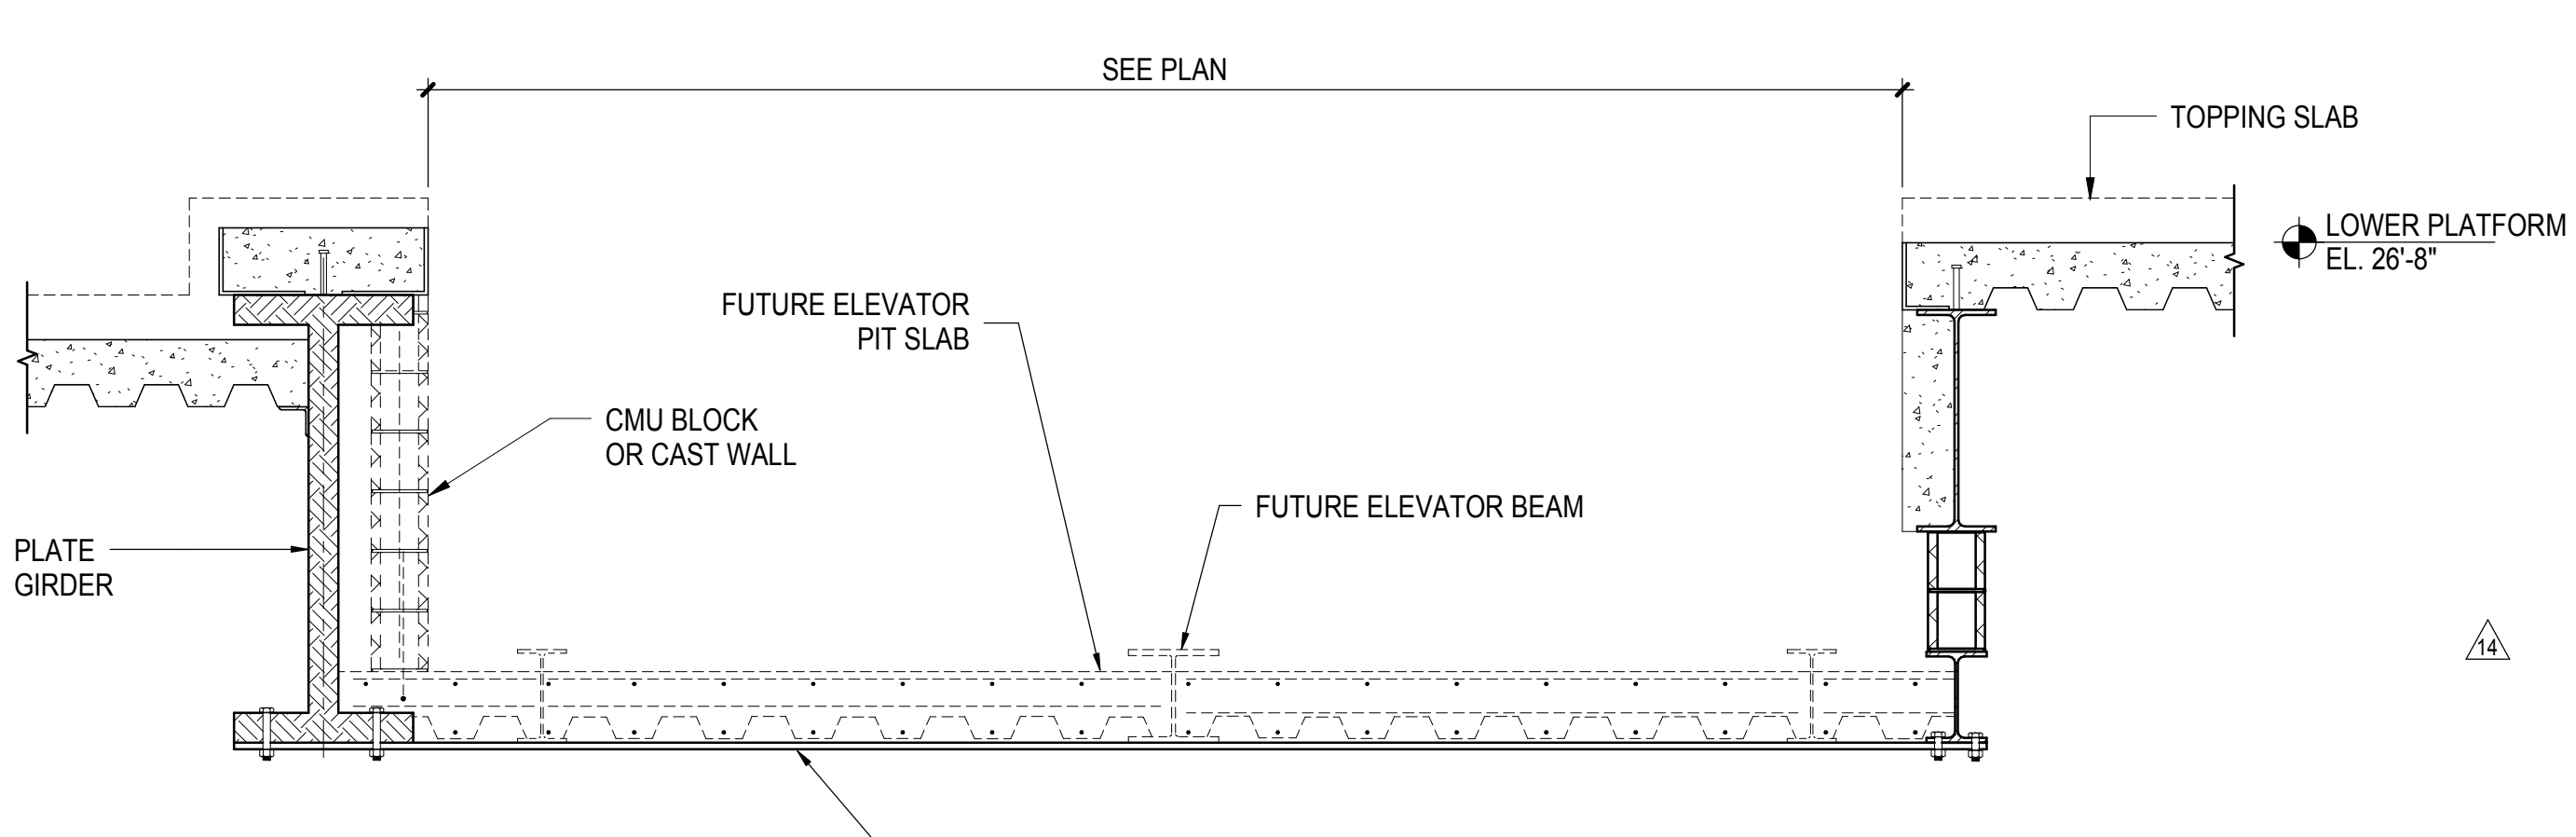 SEE PLAN
TOPPING SLAB
LOWER PLATFORM
EL. 26'-8"
FUTURE ELEVATOR
PIT SLAB
CMU BLOCK
OR CAST WALL
FUTURE ELEVATOR BEAM
PLATE
GIRDER
14